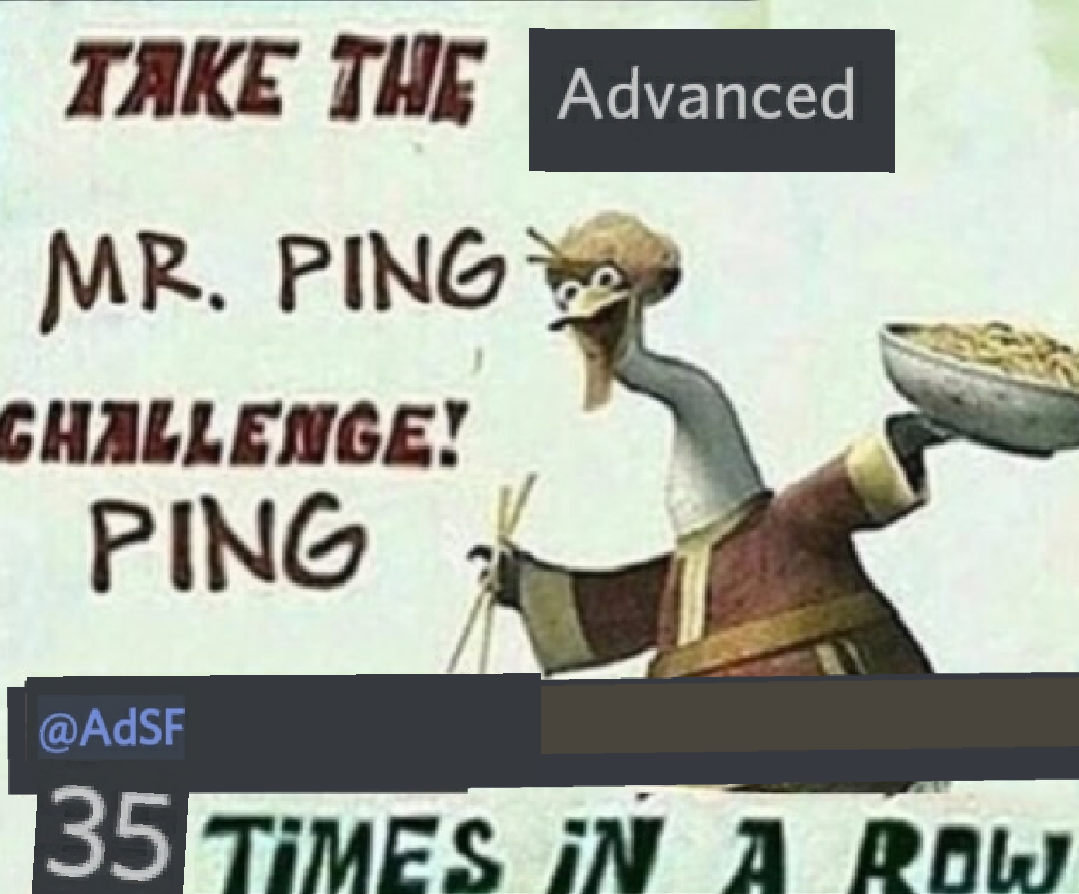 TAKE THE Advanced
MR. PING
CHALLENGE!
PING
@AdSF
35 TiMES iN A ROW